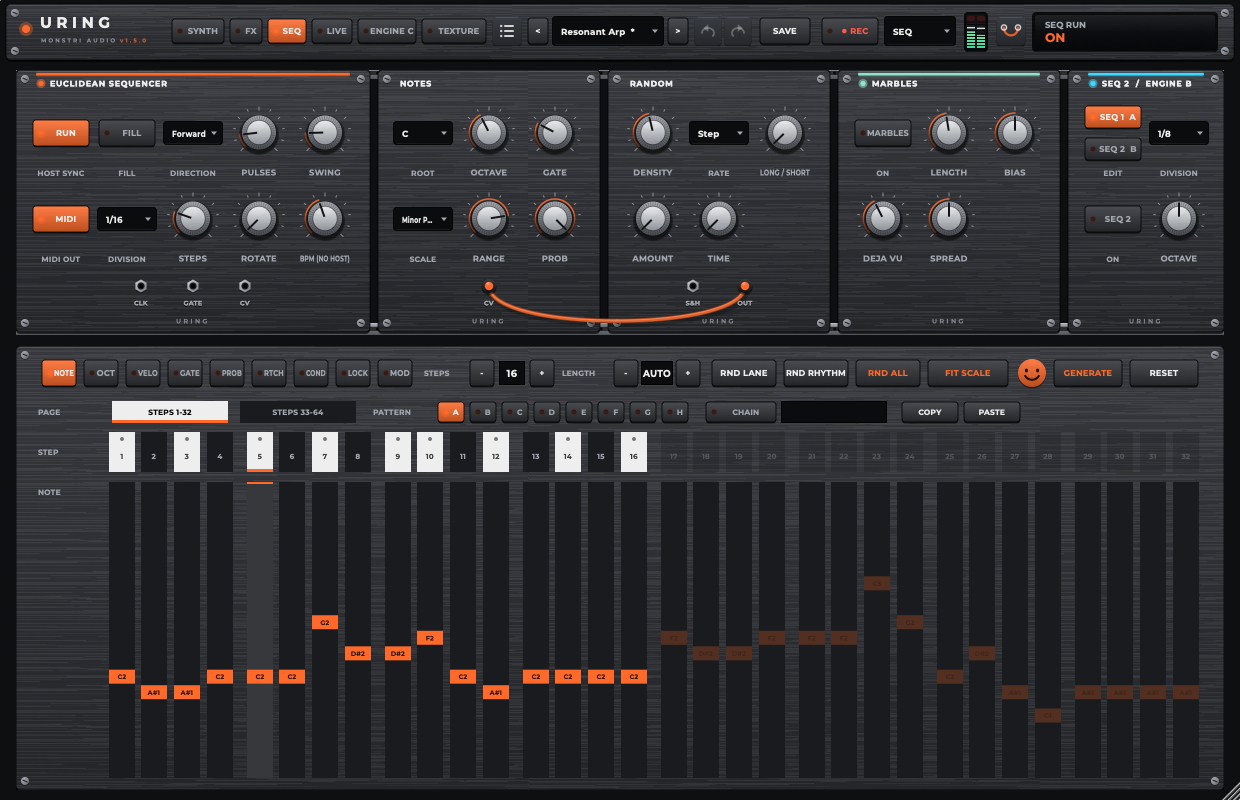 URING
MONSTRI AUDIO v1.5.0
SYNTH FX SEQ LIVE ENGINE C TEXTURE < Resonant Arp * > SAVE REC SEQ SEQ RUN
ON
EUCLIDEAN SEQUENCER NOTES RANDOM MARBLES SEQ 2 / ENGINE B
RUN FILL Forward C Step MARBLES SEQ 1 A 1/8
SEQ 2 B
HOST SYNC FILL DIRECTION PULSES SWING ROOT OCTAVE GATE DENSITY RATE LONG / SHORT ON LENGTH BIAS EDIT DIVISION
MIDI 1/16 Minor P... SEQ 2
MIDI OUT DIVISION STEPS ROTATE BPM (NO HOST) SCALE RANGE PROB AMOUNT TIME DEJA VU SPREAD ON OCTAVE
CLK GATE CV CV S&H OUT
URING URING URING URING URING
NOTE OCT VELO GATE PROB RTCH COND LOCK MOD STEPS - 16 + LENGTH - AUTO + RND LANE RND RHYTHM RND ALL FIT SCALE GENERATE RESET
PAGE STEPS 1-32 STEPS 33-64 PATTERN A B C D E F G H CHAIN COPY PASTE
STEP 1 2 3 4 5 6 7 8 9 10 11 12 13 14 15 16 17 18 19 20 21 22 23 24 25 26 27 28 29 30 31 32
NOTE
G2
F2
D#2 D#2
C2 C2 C2 C2 C2 C2 C2 C2 C2
A#1 A#1 A#1